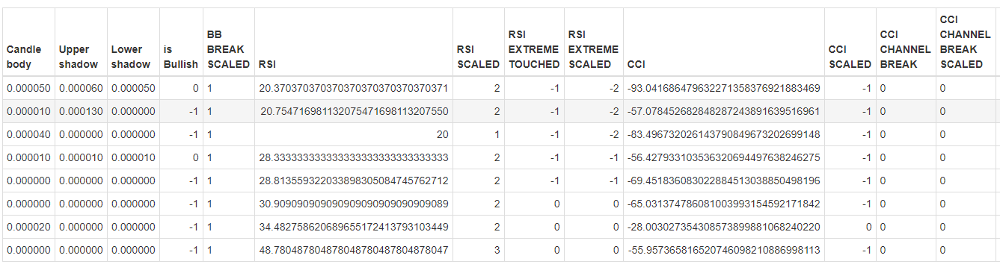 Candle
body
Upper
shadow
Lower
shadow
is
Bullish
BB
BREAK
SCALED
RSI
RSI
SCALED
RSI
EXTREME
TOUCHED
RSI
EXTREME
SCALED
CCI
CCI
SCALED
CCI
CHANNEL
BREAK
CCI
CHANNEL
BREAK
SCALED
0.000050 0.000060 0.000050 0 1 20.370370370370370370370370370371 2 -1 -2 -93.041686479632271358376921883469 -1 0 0
0.000010 0.000130 0.000000 -1 1 20.754716981132075471698113207550 2 -1 -2 -57.078452682848287243891639516961 -1 0 0
0.000040 0.000000 0.000000 -1 1 20 1 -1 -2 -83.496732026143790849673202699148 -1 0 0
0.000010 0.000010 0.000010 0 1 28.333333333333333333333333333333 2 -1 -1 -56.427933103536320694497638246275 -1 0 0
0.000000 0.000000 0.000000 -1 1 28.813559322033898305084745762712 2 -1 -1 -69.451836083022884513038850498196 -1 0 0
0.000000 0.000000 0.000000 -1 1 30.909090909090909090909090909089 2 0 0 -65.031374786081003993154592171842 -1 0 0
0.000020 0.000000 0.000000 -1 1 34.482758620689655172413793103449 2 0 0 -28.003027354308573899881068240220 0 0 0
0.000000 0.000000 0.000000 -1 1 48.780487804878048780487804878047 3 0 0 -55.957365816520746098210886998113 -1 0 0